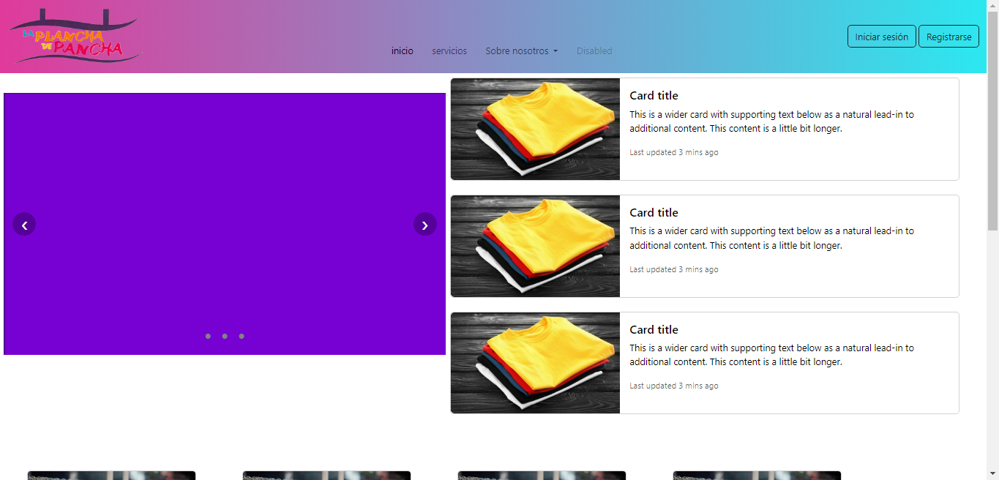 LA PLANCHA
DE PANCHA
inicio servicios Sobre nosotros Disabled
Iniciar sesión Registrarse
Card title
This is a wider card with supporting text below as a natural lead-in to
additional content. This content is a little bit longer.
Last updated 3 mins ago
Card title
This is a wider card with supporting text below as a natural lead-in to
additional content. This content is a little bit longer.
Last updated 3 mins ago
Card title
This is a wider card with supporting text below as a natural lead-in to
additional content. This content is a little bit longer.
Last updated 3 mins ago